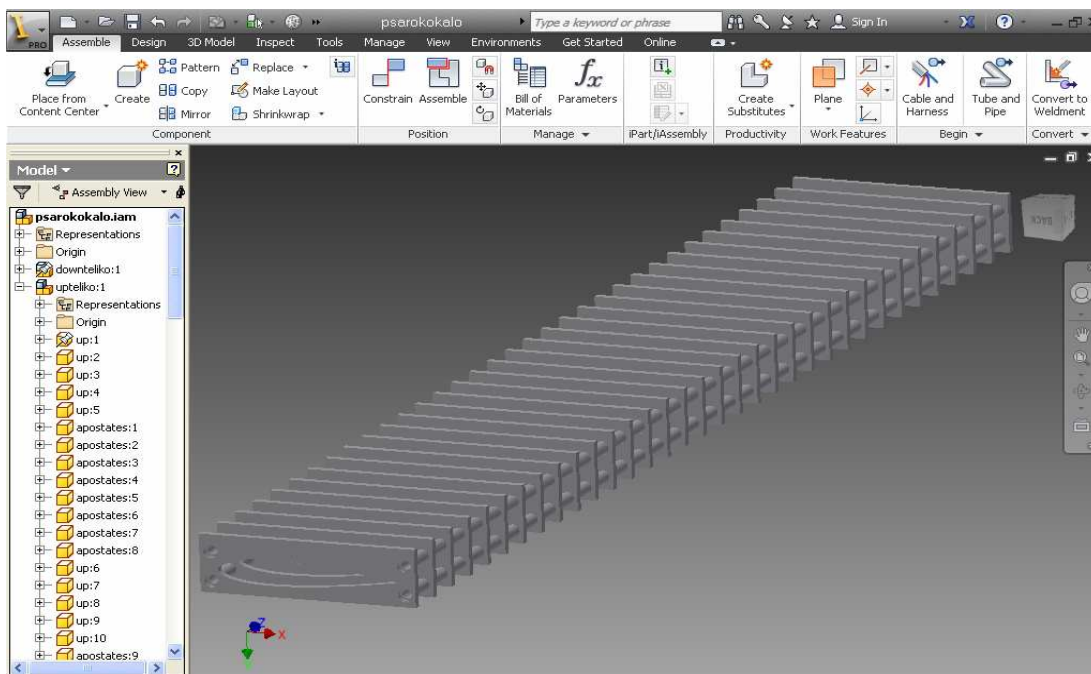 psarokokalo
Type a keyword or phrase
Sign In
PRO
Assemble Design 3D Model Inspect Tools Manage View Environments Get Started Online
Place from Content Center
Create
Pattern
Copy
Mirror
Replace
Make Layout
Shrinkwrap
Component
Constrain
Assemble
Position
Bill of Materials
fx
Parameters
Manage
iPart/iAssembly
Create Substitutes
Productivity
Plane
Work Features
Cable and Harness
Tube and Pipe
Begin
Convert to Weldment
Convert
Model
Assembly View
psarokokalo.iam
Representations
Origin
downteliko:1
upteliko:1
Representations
Origin
up:1
up:2
up:3
up:4
up:5
apostates:1
apostates:2
apostates:3
apostates:4
apostates:5
apostates:6
apostates:7
apostates:8
up:6
up:7
up:8
up:9
up:10
apostates:9
BACK
Z
X